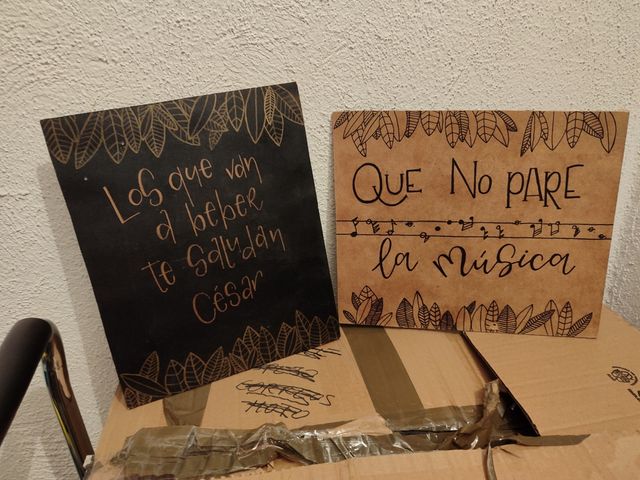 Los que van
a beber
te saludan
César
QUE NO PARE
la Música